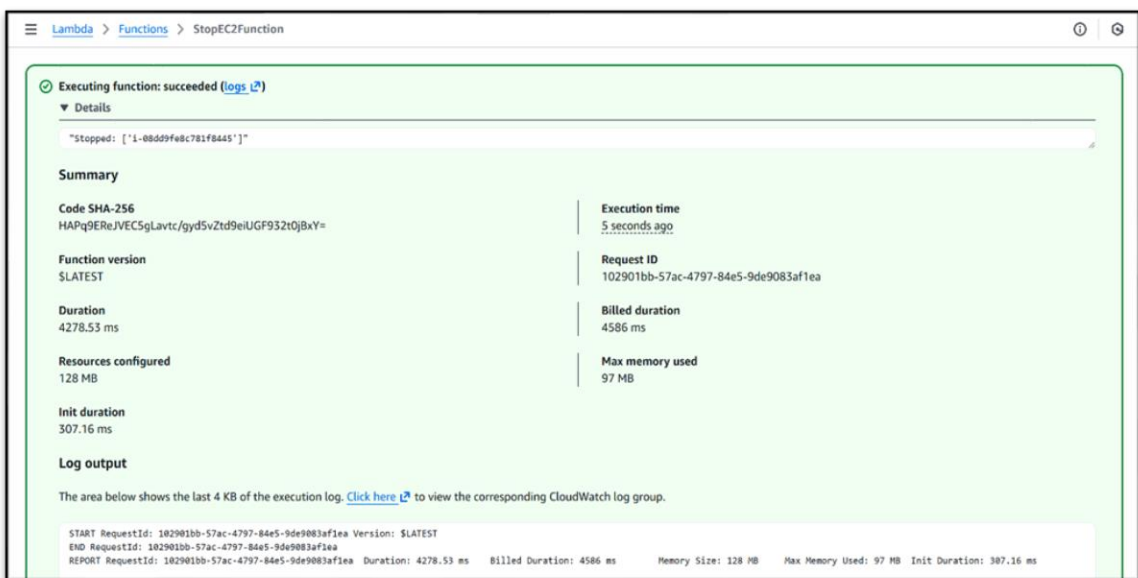 Lambda > Functions > StopEC2Function
Executing function: succeeded (logs)
Details
"Stopped: ['i-08dd9fe8c781f8445']"
Summary
Code SHA-256
HAPq9EReJVEC5gLavtc/gyd5vZtd9eiUGF932t0jBxY=
Execution time
5 seconds ago
Function version
$LATEST
Request ID
102901bb-57ac-4797-84e5-9de9083af1ea
Duration
4278.53 ms
Billed duration
4586 ms
Resources configured
128 MB
Max memory used
97 MB
Init duration
307.16 ms
Log output
The area below shows the last 4 KB of the execution log. Click here to view the corresponding CloudWatch log group.
START RequestId: 102901bb-57ac-4797-84e5-9de9083af1ea Version: $LATEST
END RequestId: 102901bb-57ac-4797-84e5-9de9083af1ea
REPORT RequestId: 102901bb-57ac-4797-84e5-9de9083af1ea Duration: 4278.53 ms Billed Duration: 4586 ms Memory Size: 128 MB Max Memory Used: 97 MB Init Duration: 307.16 ms